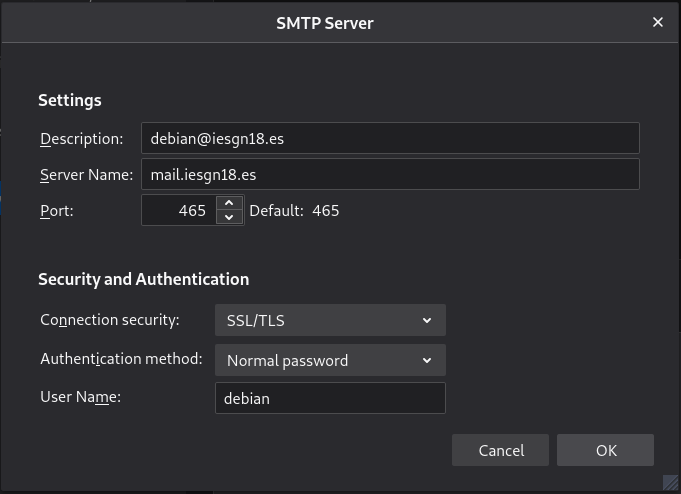 SMTP Server
Settings
Description: debian@iesgn18.es
Server Name: mail.iesgn18.es
Port: 465 Default: 465
Security and Authentication
Connection security: SSL/TLS
Authentication method: Normal password
User Name: debian
Cancel OK